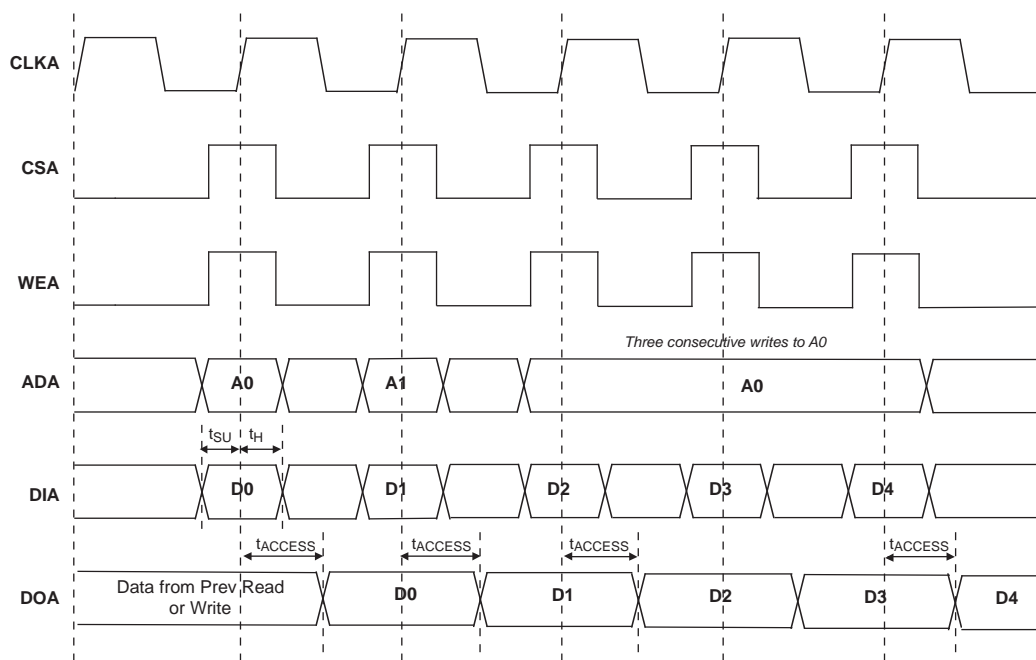 CLKA
CSA
WEA
Three consecutive writes to A0
ADA
A0
A1
A0
tSU
tH
DIA
D0
D1
D2
D3
D4
tACCESS
tACCESS
tACCESS
tACCESS
DOA
Data from Prev Read
or Write
D0
D1
D2
D3
D4